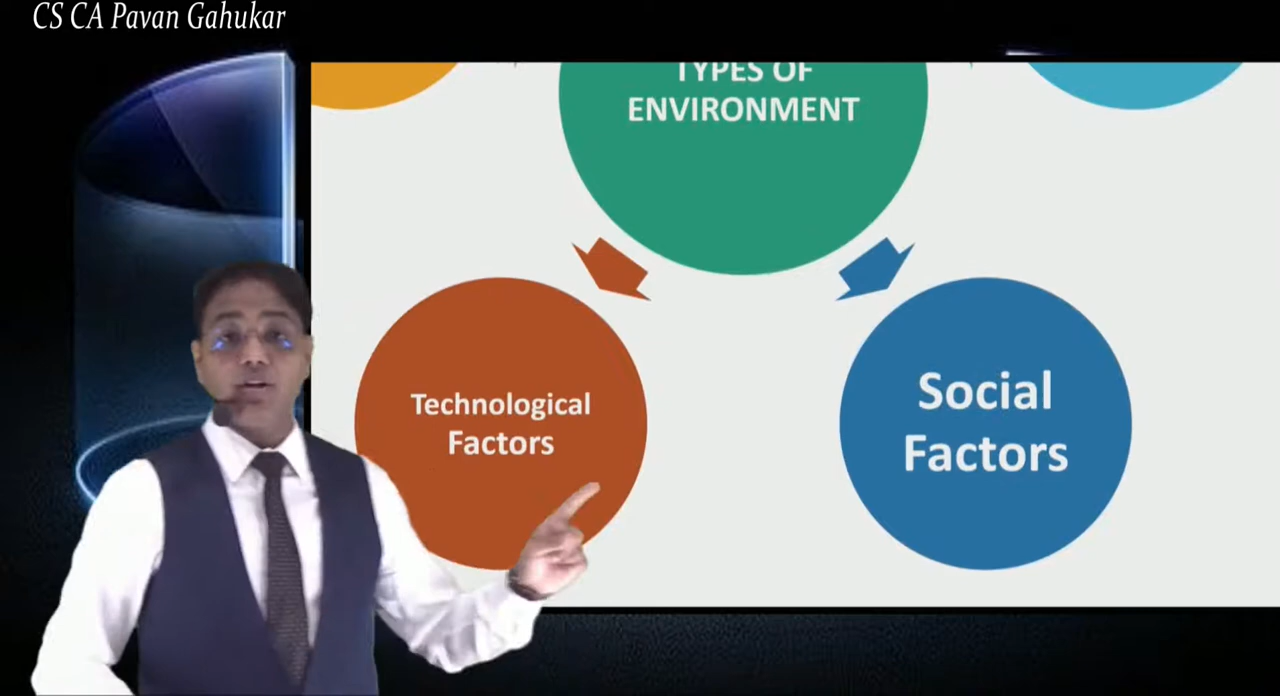 CS CA Pavan Gahukar
TYPES OF
ENVIRONMENT
Technological
Factors
Social
Factors